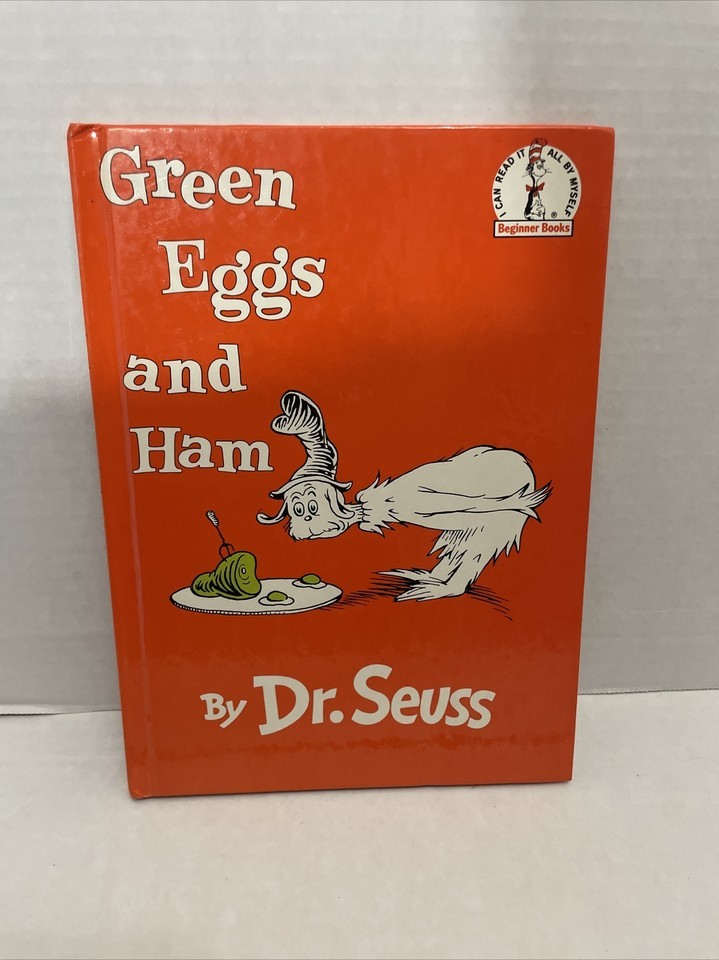 Green
Eggs
and
Ham
I CAN READ IT ALL BY MYSELF
®
Beginner Books
By Dr. Seuss